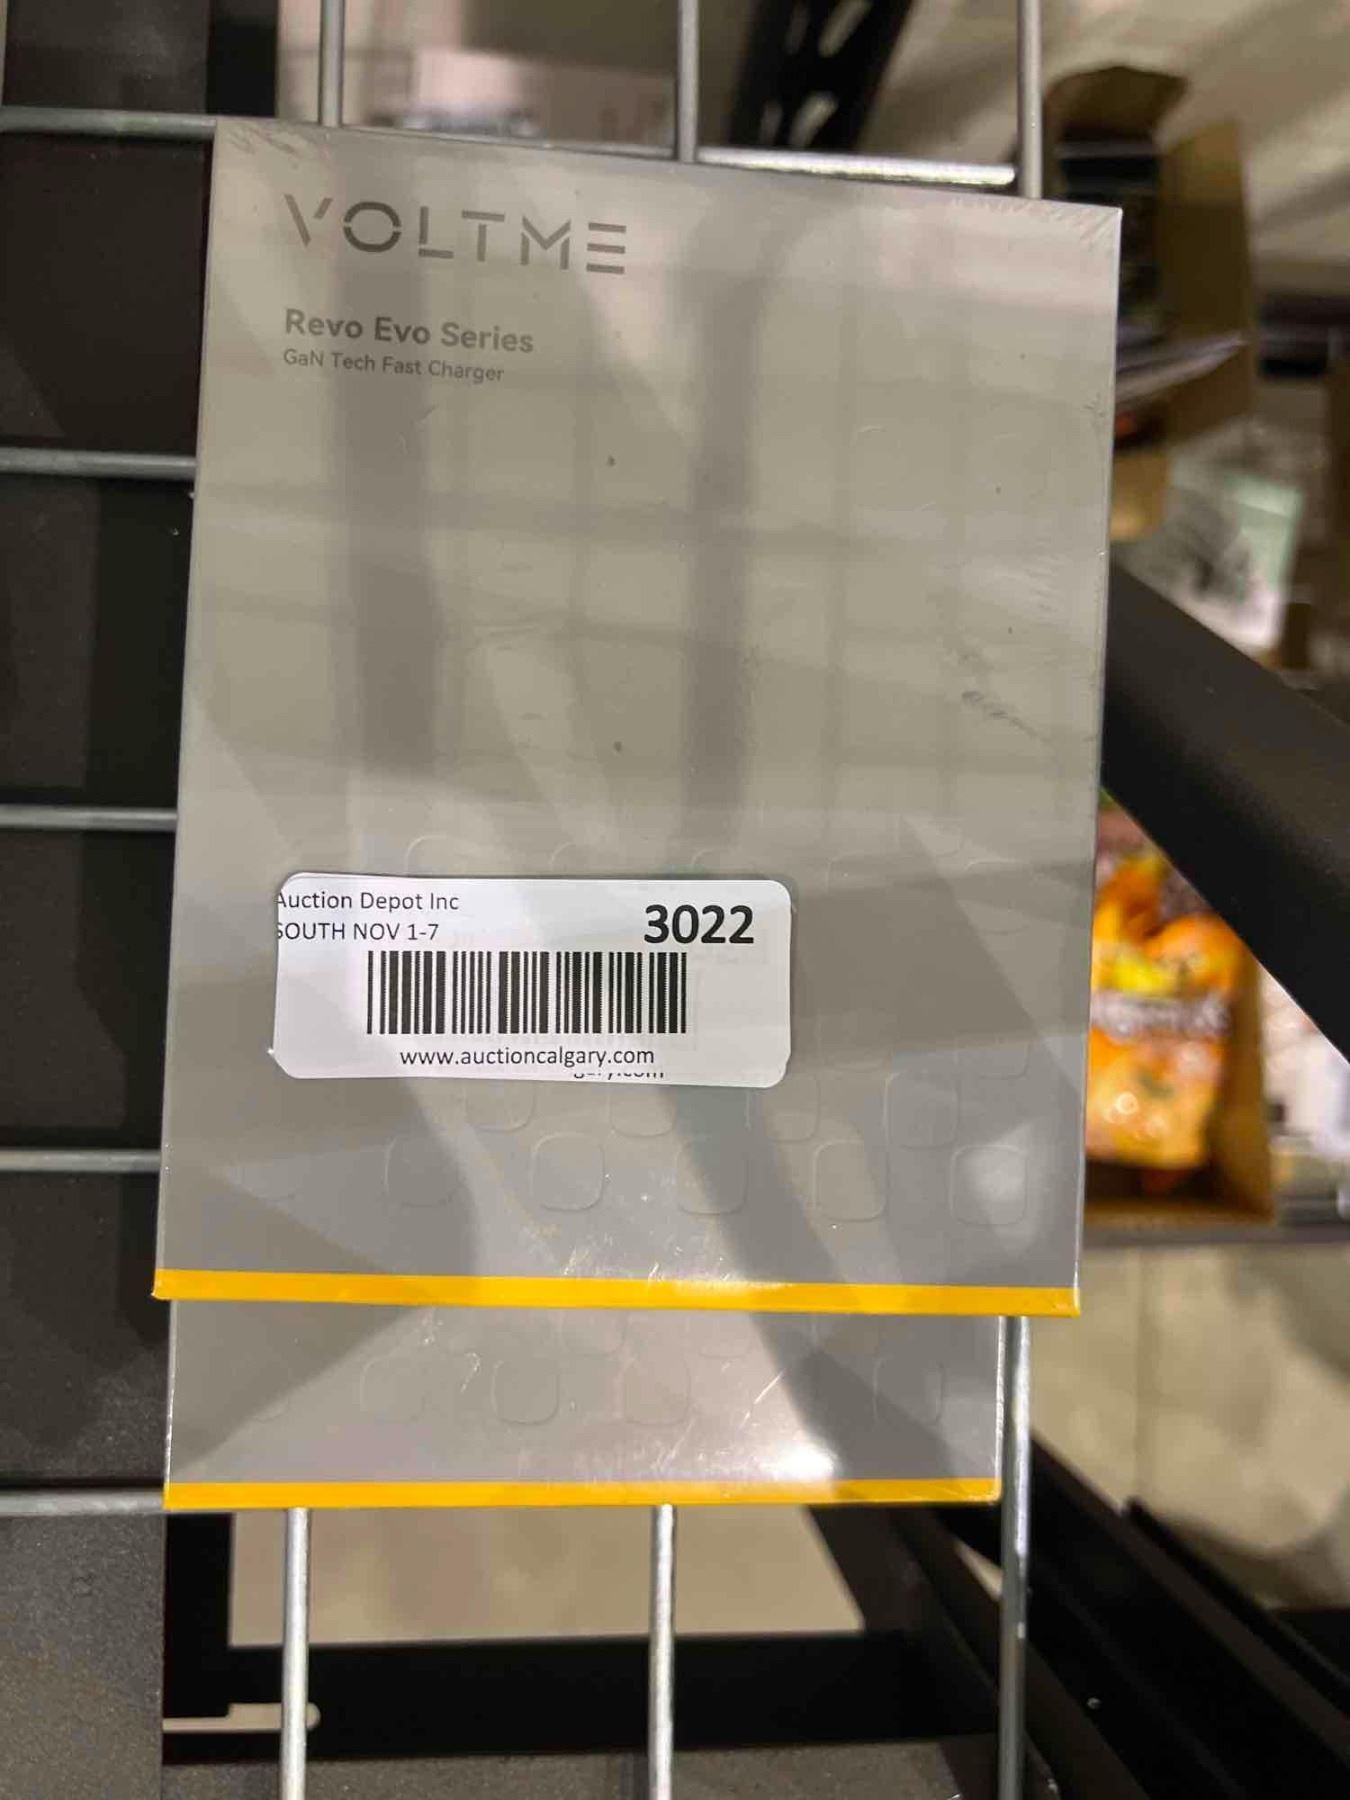 VOLTME
Revo Evo Series
GaN Tech Fast Charger
Auction Depot Inc
SOUTH NOV 1-7
3022
www.auctioncalgary.com